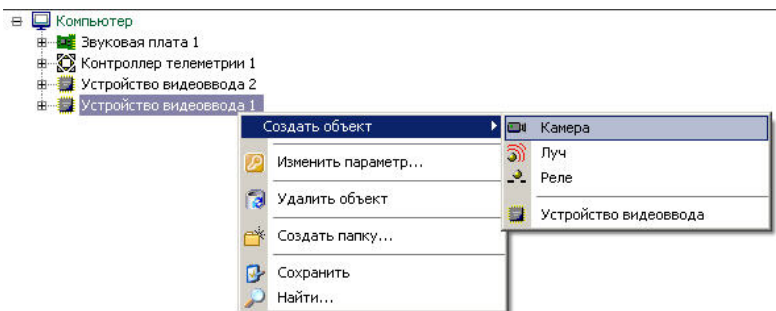 Компьютер
Звуковая плата 1
Контроллер телеметрии 1
Устройство видеоввода 2
Устройство видеоввода 1
Создать объект
Изменить параметр...
Удалить объект
Создать папку...
Сохранить
Найти...
Камера
Луч
Реле
Устройство видеоввода